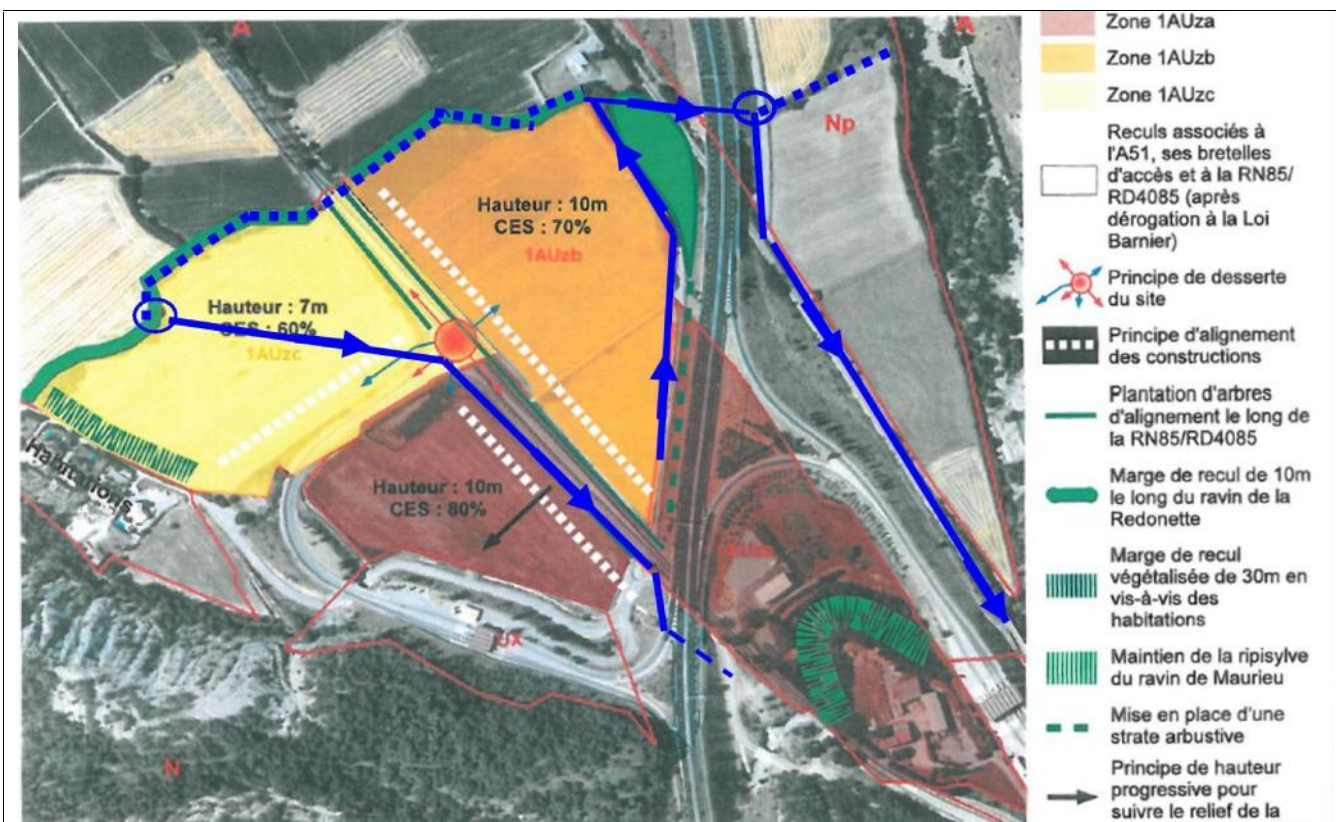 A
A
Np
Hauteur : 10m
CES : 70%
1AUzb
Hauteur : 7m
CES : 60%
1AUzc
Hauteur : 10m
CES : 80%
Habitations
UX
N
Zone 1AUza
Zone 1AUzb
Zone 1AUzc
Reculs associés à
l'A51, ses bretelles
d'accès et à la RN85/
RD4085 (après
dérogation à la Loi
Barnier)
Principe de desserte
du site
Principe d'alignement
des constructions
Plantation d'arbres
d'alignement le long de
la RN85/RD4085
Marge de recul de 10m
le long du ravin de la
Redonette
Marge de recul
végétalisée de 30m en
vis-à-vis des
habitations
Maintien de la ripisylve
du ravin de Maurieu
Mise en place d'une
strate arbustive
Principe de hauteur
progressive pour
suivre le relief de la